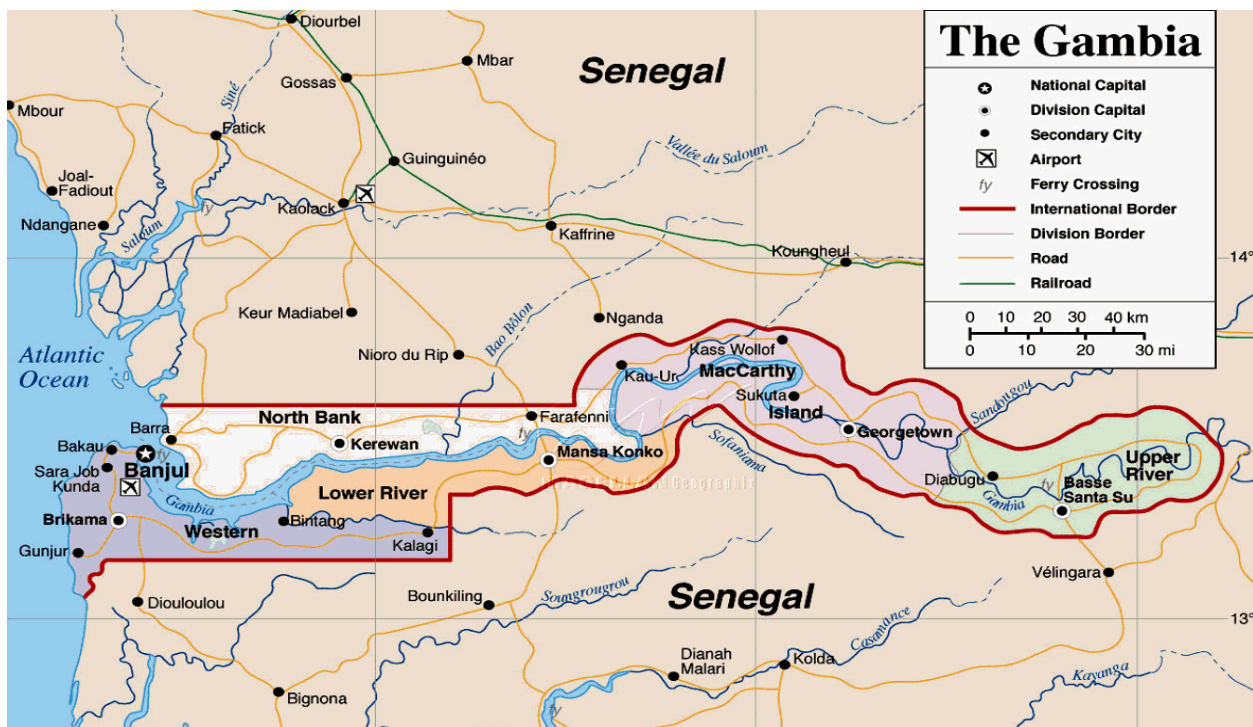 The Gambia
National Capital
Division Capital
Secondary City
Airport
fy
Ferry Crossing
International Border
Division Border
Road
Railroad
0 20 40 km
0 10 20 30 mi
Diourbel
Mbar
Senegal
Gossas
Siné
Mbour
Fatick
Guinguinéo
Vallée du Saloum
Joal-
Fadiout
fy
Kaolack
Ndangane
Saloum
Kaffrine
Koungheul
14°
Keur Madiabel
Bao Bôlon
Nganda
Atlantic
Ocean
Nioro du Rip
Kass Wollof
Kau-Ur
MacCarthy
Sukuta
Island
Sandougou
North Bank
Farafenni
fy
Barra
Kerewan
Georgetown
Bakau
Banjul
fy
Mansa Konko
Sofaniama
Upper
River
Sara Job
Kunda
Lower River
Diabugu
Gambia
fy
Basse
Santa Su
Gambia
Brikama
Western
Bintang
Kalagi
Gunjur
Vélingara
Diouloulou
Bounkiling
Soungrougrou
Senegal
13°
Casamance
Dianah
Malari
Kolda
Kayanga
Bignona
fy